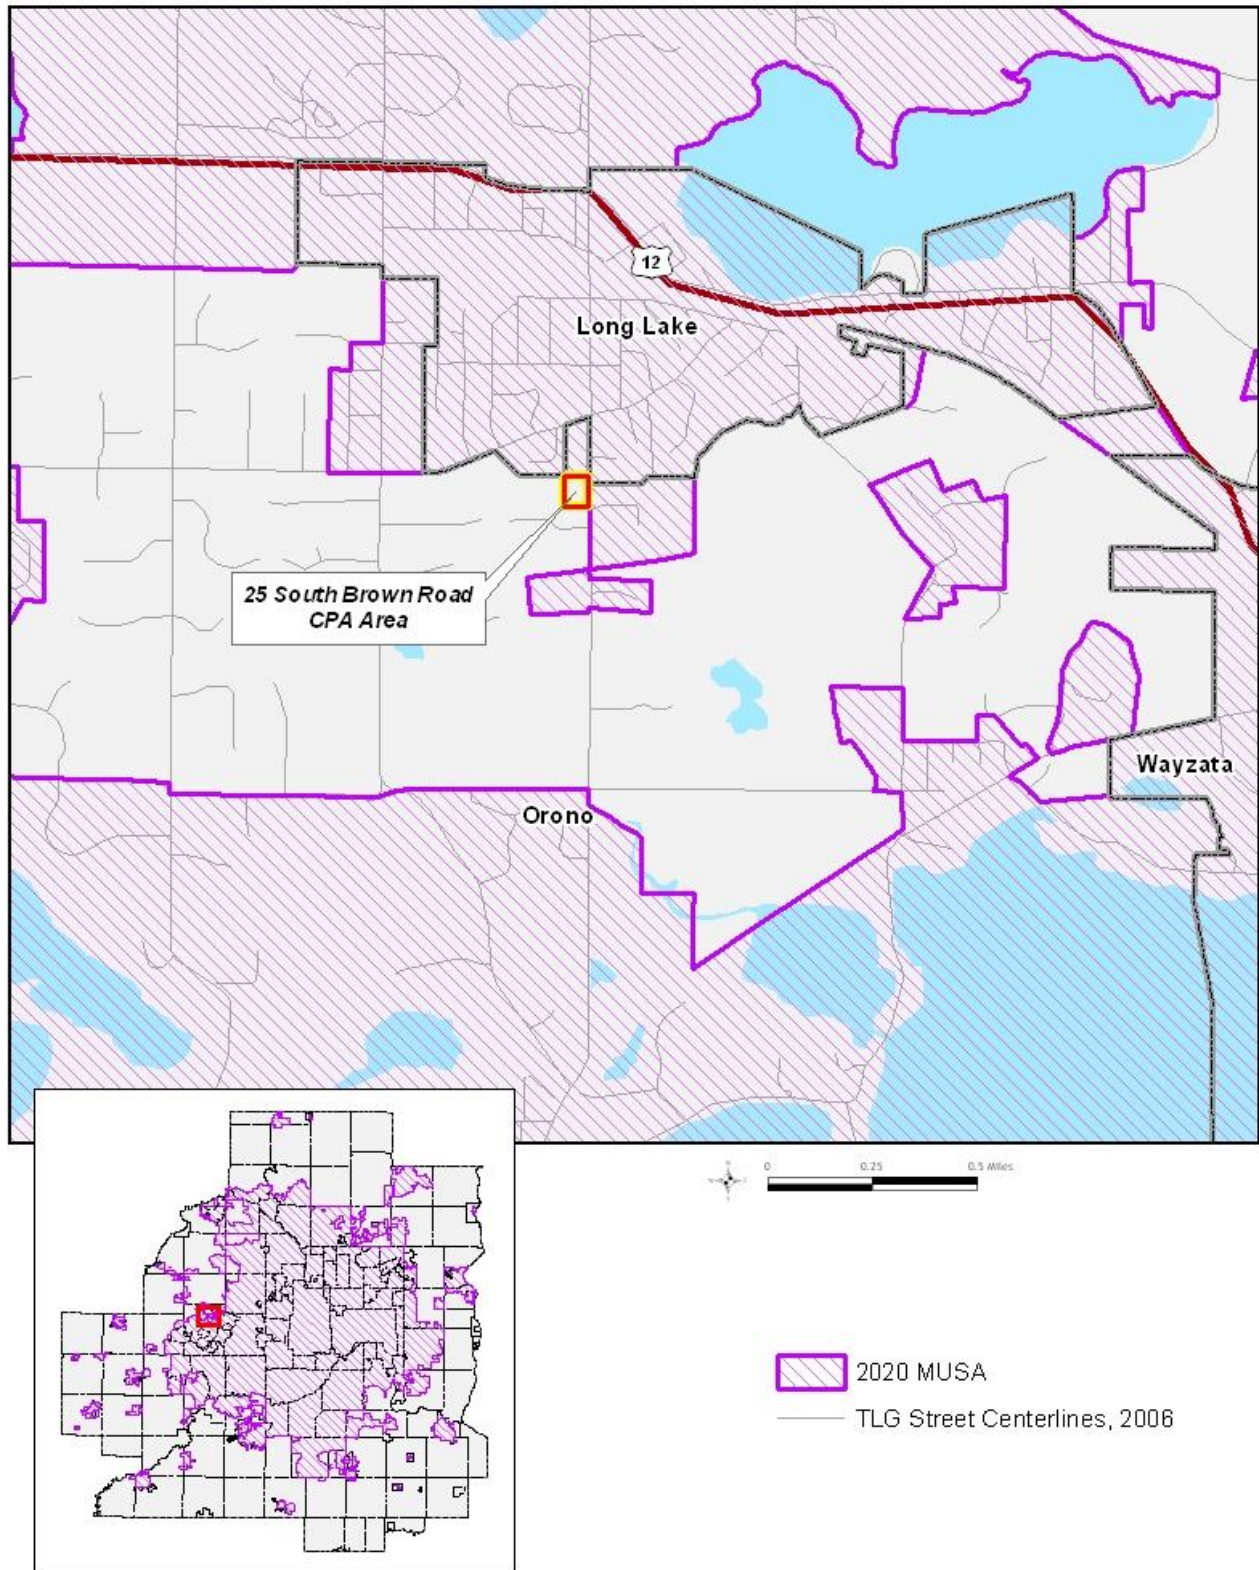 12
Long Lake
25 South Brown Road
CPA Area
Wayzata
Orono
0 0.25 0.5 Miles
2020 MUSA
TLG Street Centerlines, 2006